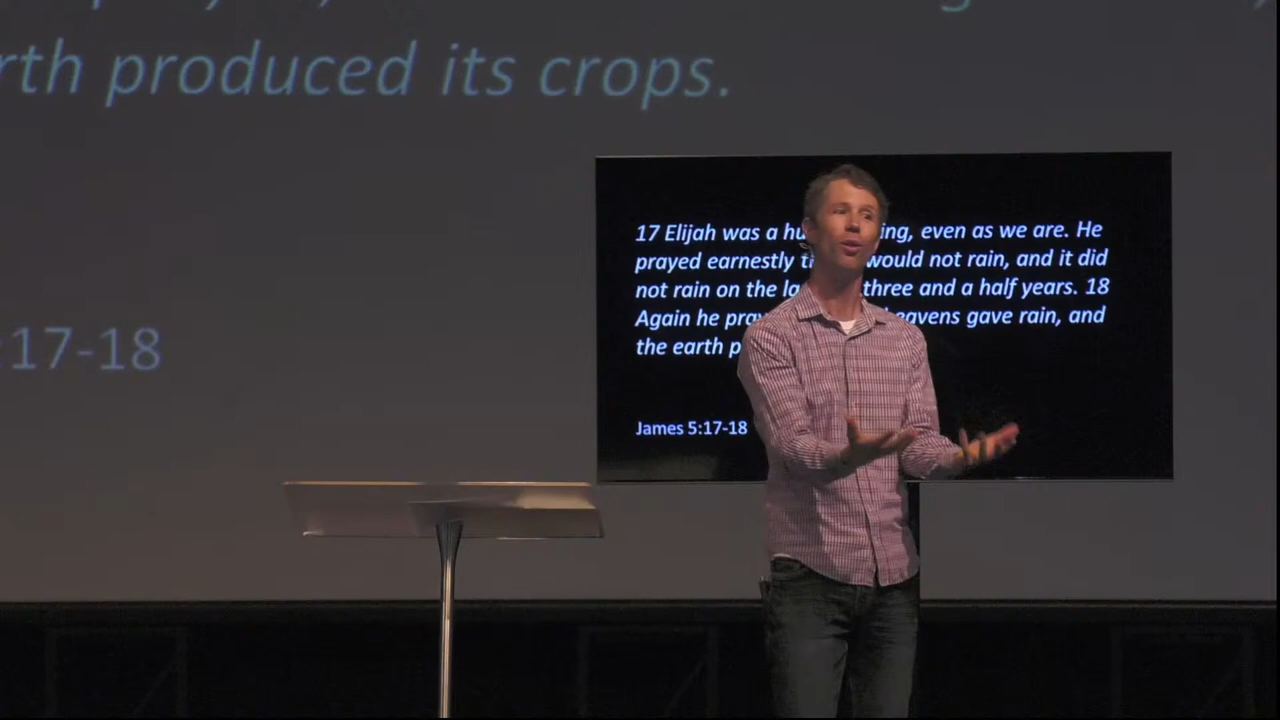 produced its crops.
:17-18
17 Elijah was a hu ing, even as we are. He
prayed earnestly t would not rain, and it did
not rain on the la three and a half years. 18
Again he pray eavens gave rain, and
the earth p
James 5:17-18